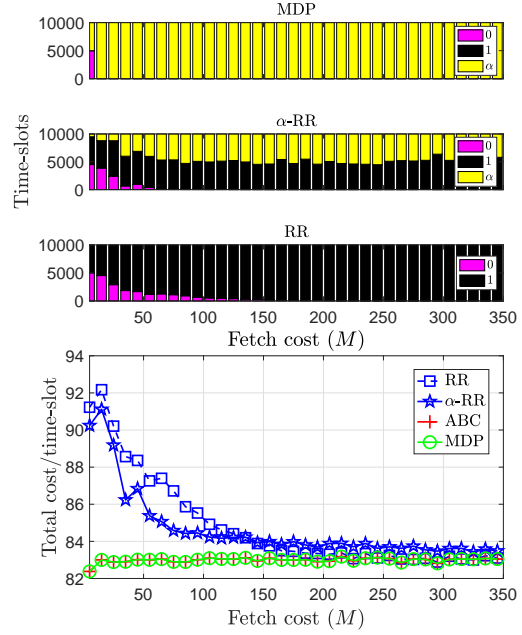 MDP
10000
5000
0
0
1
α
α-RR
10000
5000
0
0
1
α
Time-slots
RR
10000
5000
0
0
1
50 100 150 200 250 300 350
Fetch cost (M)
94
92
90
88
86
84
82
Total cost/time-slot
RR
α-RR
ABC
MDP
50 100 150 200 250 300 350
Fetch cost (M)